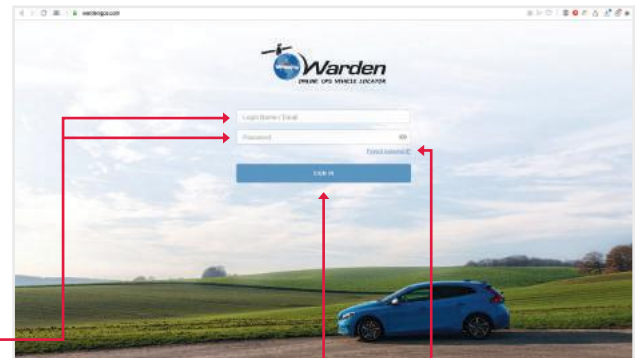 wardengps.com
Warden
ONLINE GPS VEHICLE LOCATOR
Login Name / Email
Password
Forgot password?
SIGN IN